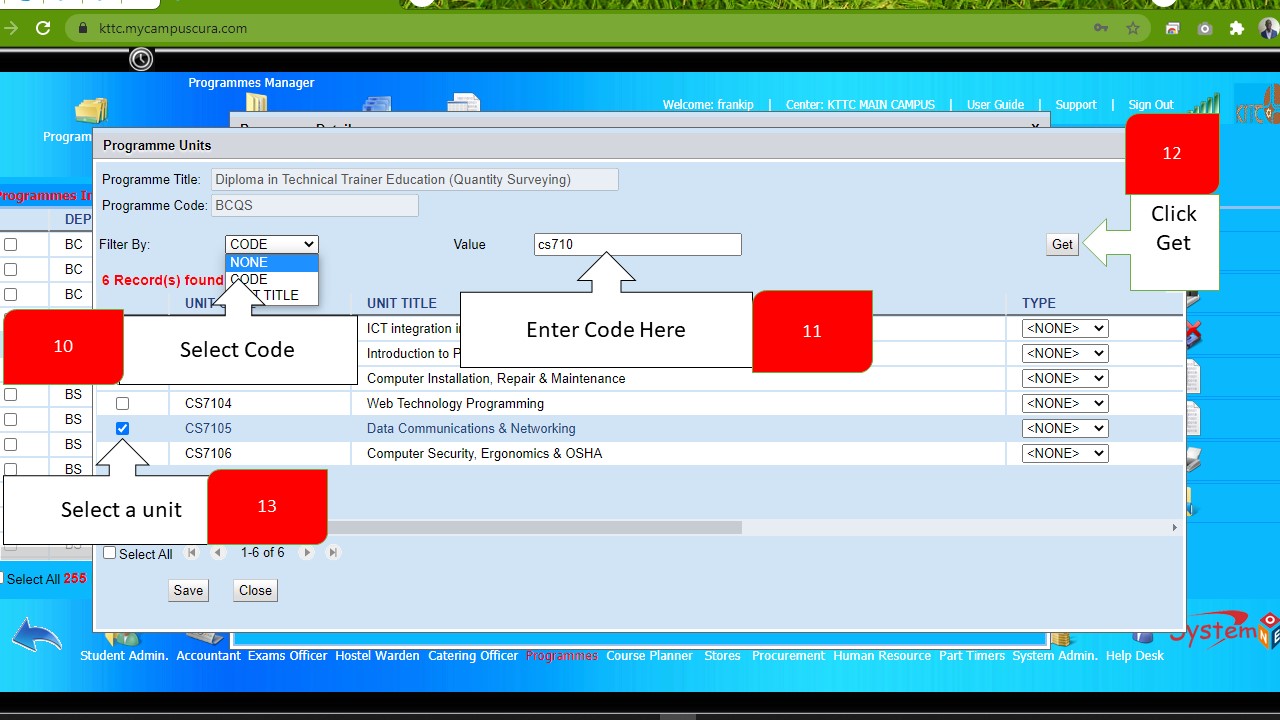 kttc.mycampuscura.com
Programmes Manager
Welcome: frankip | Center: KTTC MAIN CAMPUS | User Guide | Support | Sign Out
KTTC
Program
Programme Units
12
Programme Title: Diploma in Technical Trainer Education (Quantity Surveying)
Programmes In
Programme Code: BCQS
Click
Get
DEP
BC
Filter By: CODE Value cs710 Get
NONE
BC
CODE
6 Record(s) found
TITLE
BC
UNIT UNIT TITLE TYPE
10
Select Code
Enter Code Here
11
ICT integration in <NONE>
Introduction to P <NONE>
Computer Installation, Repair & Maintenance <NONE>
BS
CS7104 Web Technology Programming <NONE>
BS
CS7105 Data Communications & Networking <NONE>
BS
CS7106 Computer Security, Ergonomics & OSHA <NONE>
BS
Select a unit
13
Select All 1-6 of 6
Select All 255
Save Close
System
Student Admin. Accountant Exams Officer Hostel Warden Catering Officer Programmes Course Planner Stores Procurement Human Resource Part Timers System Admin. Help Desk